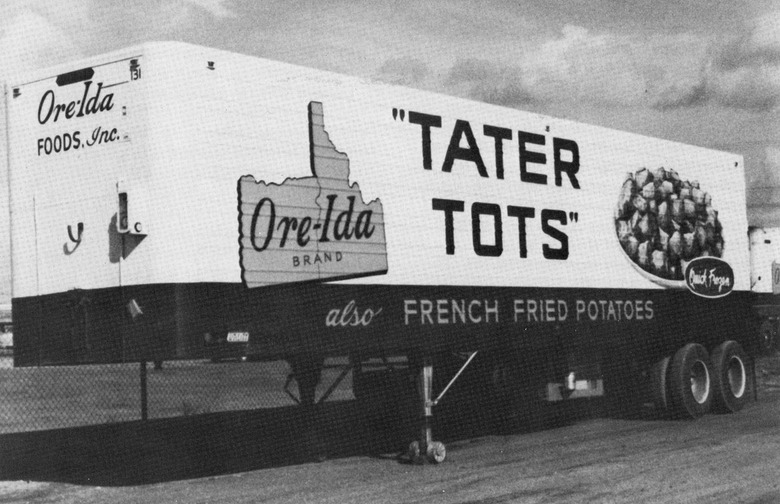 131
Ore-Ida
FOODS, Inc.
y
Ore-Ida
BRAND
"TATER
TOTS"
Quick Frozen
also FRENCH FRIED POTATOES